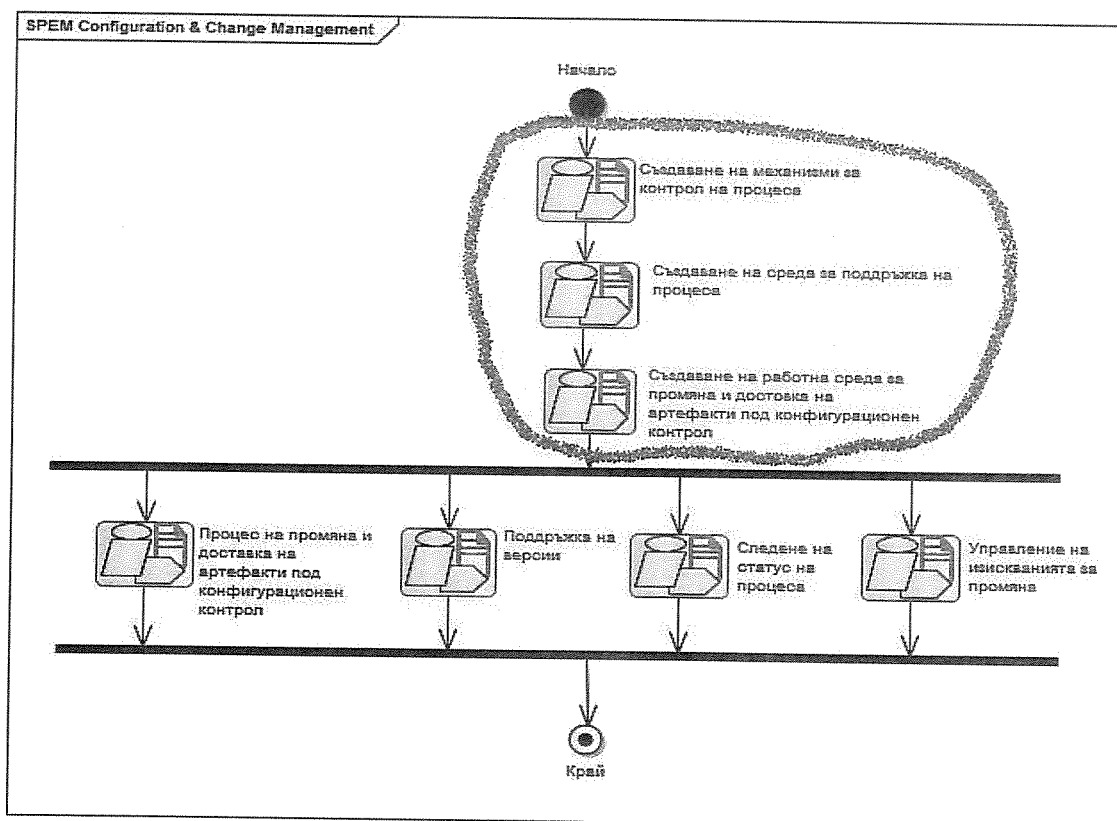 SPEM Configuration & Change Management
Начало
Създаване на механизми за
контрол на процеса
Създаване на среда за поддръжка на
процеса
Създаване на работна среда за
промяна и достовка на
артефакти под конфигурационен
контрол
Процес на промяна и
доставка на
артефакти под
конфигурационен
контрол
Поддръжка на
версии
Следене на
статус на
процеса
Управление на
изискванията за
промяна
Край